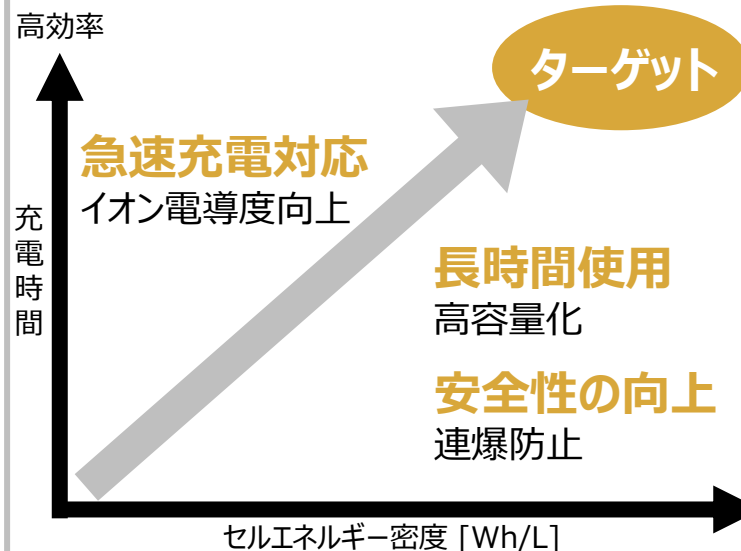 高効率
ターゲット
急速充電対応
イオン電導度向上
充電時間
長時間使用
高容量化
安全性の向上
連爆防止
セルエネルギー密度 [Wh/L]